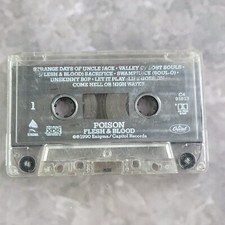 STRANGE DAYS OF UNCLE JACK • VALLEY OF LOST SOULS
(FLESH & BLOOD) SACRIFICE • SWAMPJUICE (SOUL-O)
UNSKINNY BOP • LET IT PLAY • LIFE GOES ON
COME HELL OR HIGH WATER
1
Capitol
POISON
FLESH & BLOOD
©℗1990 Enigma/Capitol Records